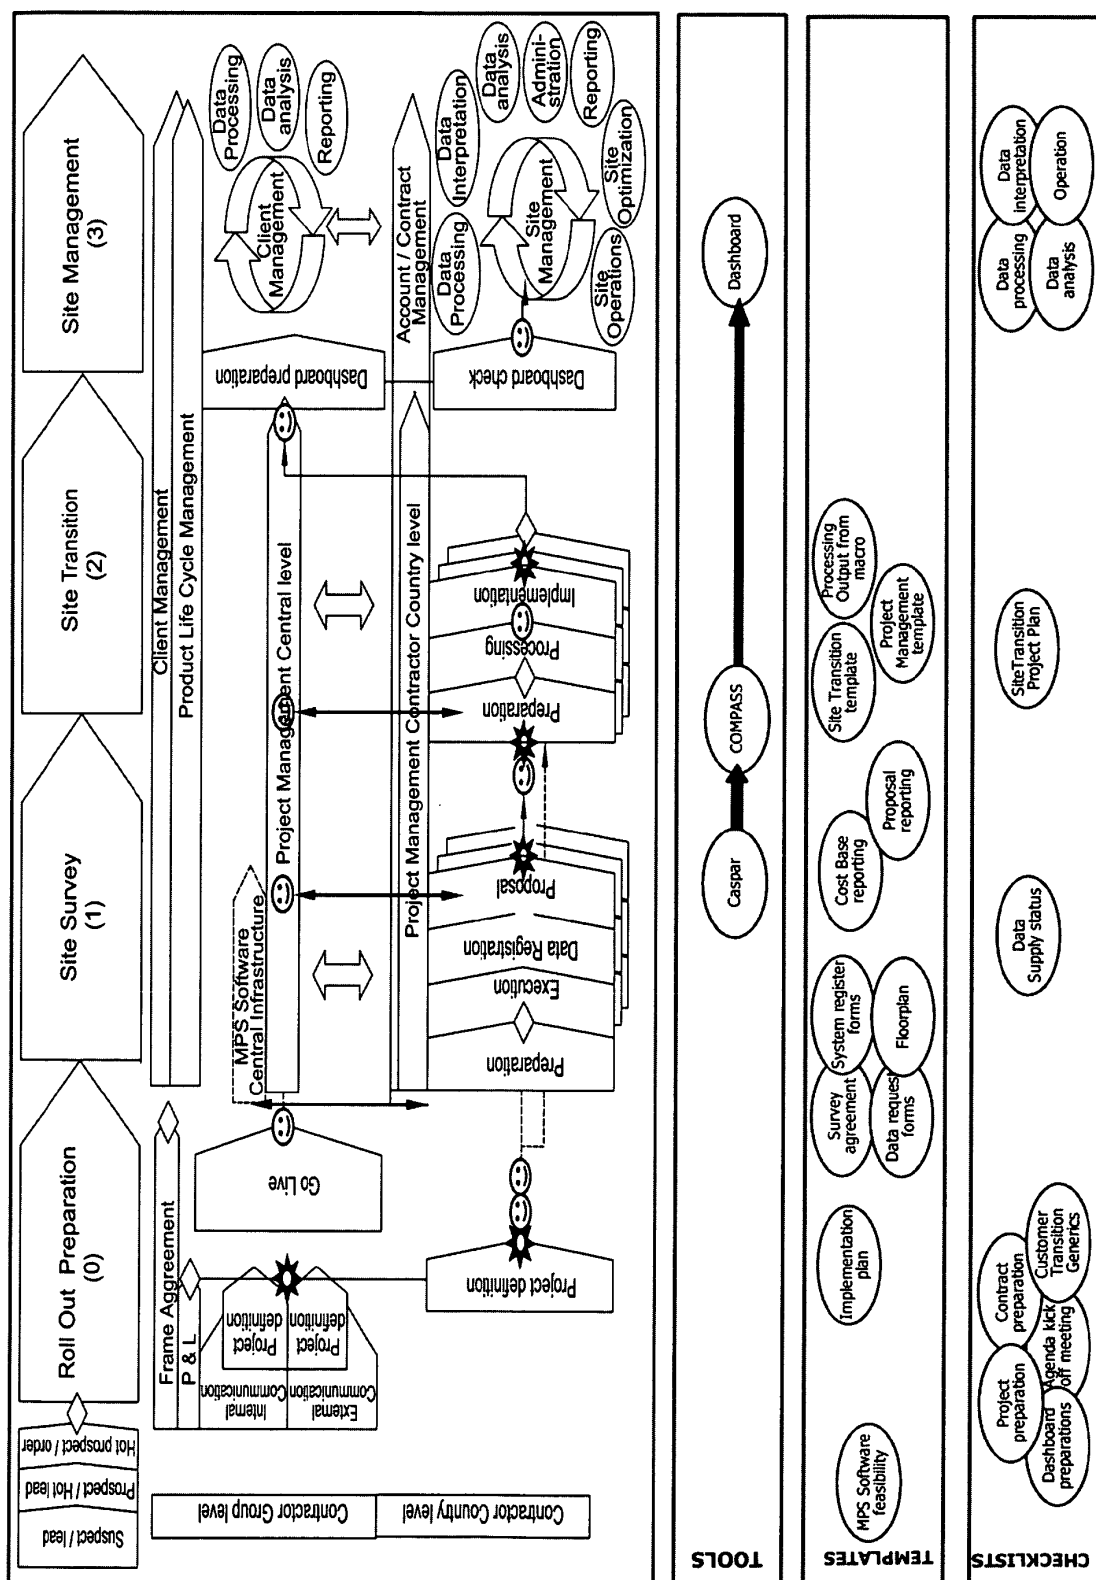 Suspect / lead
Prospect / Hot lead
Hot prospect / order
Roll Out Preparation
(0)
Site Survey
(1)
Site Transition
(2)
Site Management
(3)
Contractor Group level
Contractor Country level
Frame Aggreement
P & L
Internal
Communication
External
Communication
Project
definition
Project
definition
Go Live
Project definition
Client Management
Product Life Cycle Management
MPS Software
Central Infrastructure
Project Management Central level
Project Management Contractor Country level
Preparation
Execution
Data Registration
Proposal
Preparation
Processing
Implementation
Dashboard preparation
Dashboard check
Client
Management
Data
Processing
Data
analysis
Reporting
Account / Contract
Management
Site
Management
Data
Processing
Data
Interpretation
Data
analysis
Admini-
stration
Reporting
Site
Optimization
Site
Operations
TOOLS
Caspar
COMPASS
Dashboard
TEMPLATES
MPS Software
feasibility
Implementation
plan
Survey
agreement
Data request
forms
System register
forms
Floorplan
Cost Base
reporting
Proposal
reporting
Site Transition
template
Project
Management
template
Processing
Output from
macro
CHECKLISTS
Project
preparation
Dashboard
preparations
Contract
preparation
Agenda kick
off meeting
Customer
Transition
Generics
Data
Supply status
SiteTransition
Project Plan
Data
processing
Data
interpretation
Data
analysis
Operation